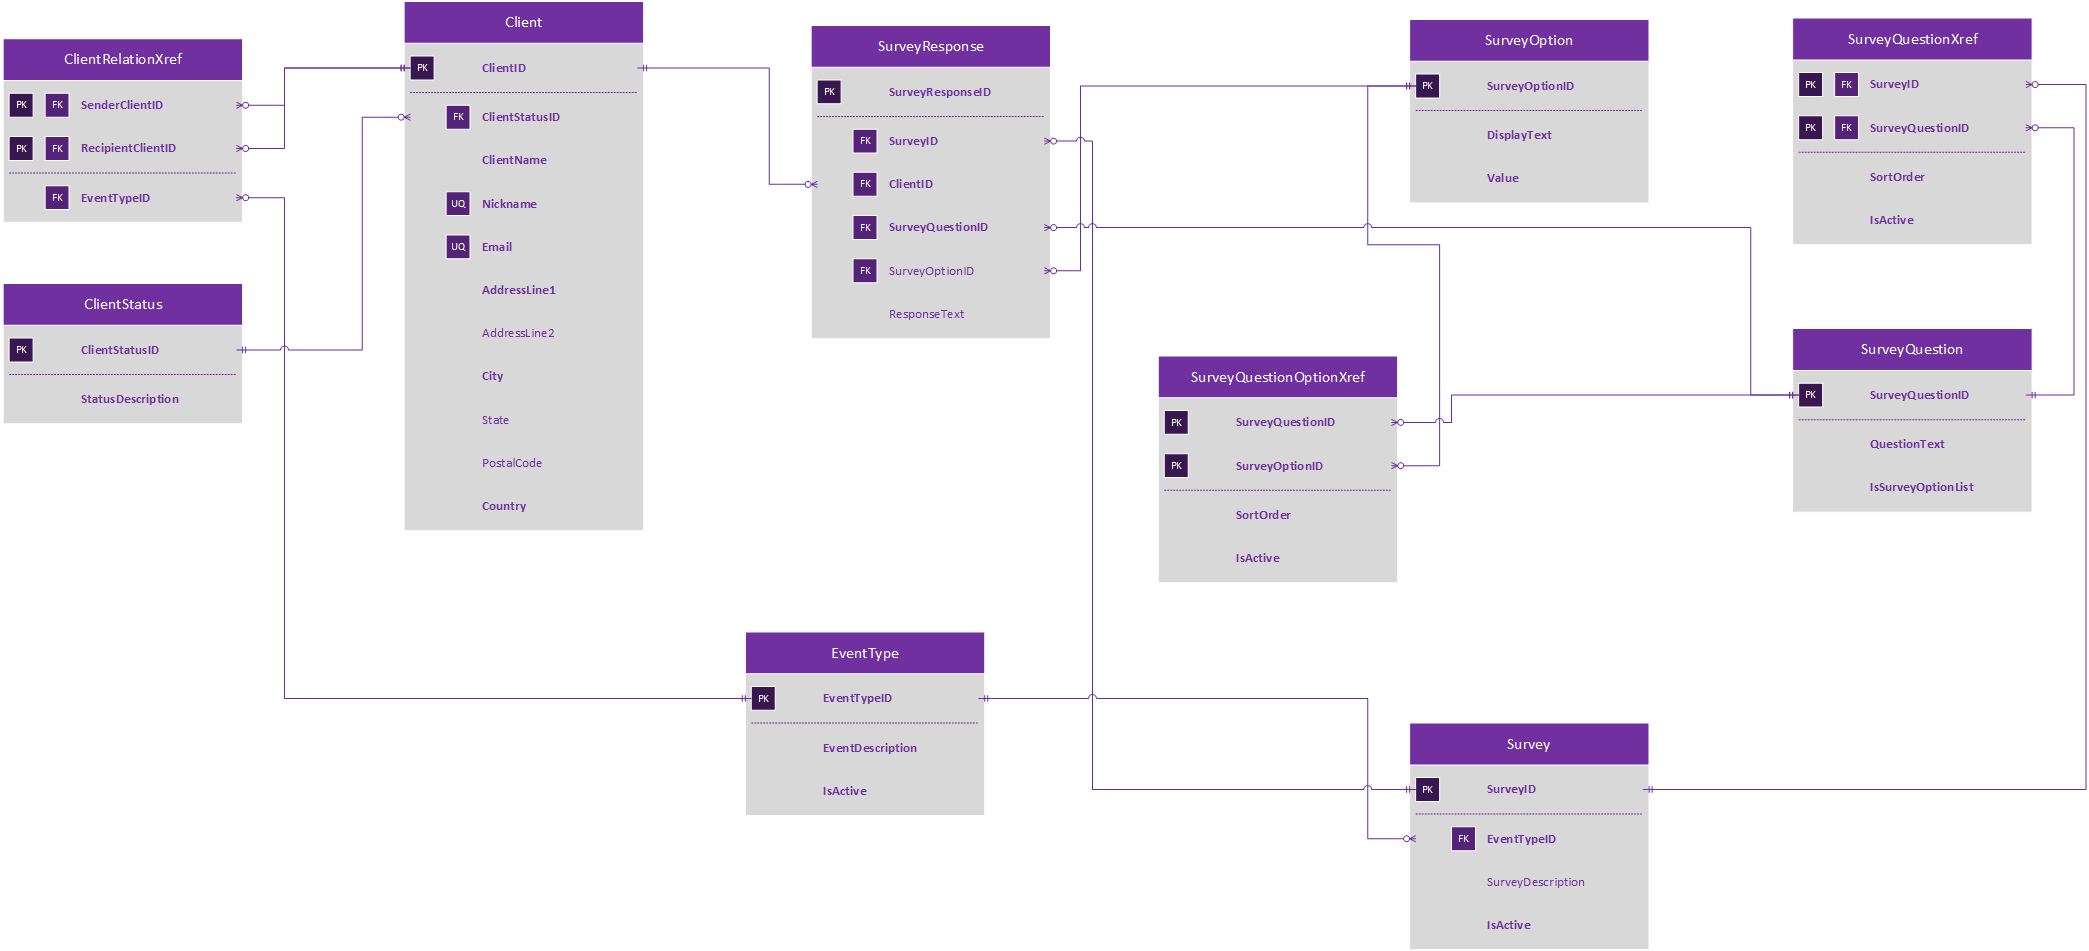 ClientRelationXref
PK FK SenderClientID
PK FK RecipientClientID
FK EventTypeID
ClientStatus
PK ClientStatusID
StatusDescription
Client
PK ClientID
FK ClientStatusID
ClientName
UQ Nickname
UQ Email
AddressLine1
AddressLine2
City
State
PostalCode
Country
SurveyResponse
PK SurveyResponseID
FK SurveyID
FK ClientID
FK SurveyQuestionID
FK SurveyOptionID
ResponseText
SurveyOption
PK SurveyOptionID
DisplayText
Value
SurveyQuestionXref
PK FK SurveyID
PK FK SurveyQuestionID
SortOrder
IsActive
SurveyQuestionOptionXref
PK SurveyQuestionID
PK SurveyOptionID
SortOrder
IsActive
SurveyQuestion
PK SurveyQuestionID
QuestionText
IsSurveyOptionList
EventType
PK EventTypeID
EventDescription
IsActive
Survey
PK SurveyID
FK EventTypeID
SurveyDescription
IsActive